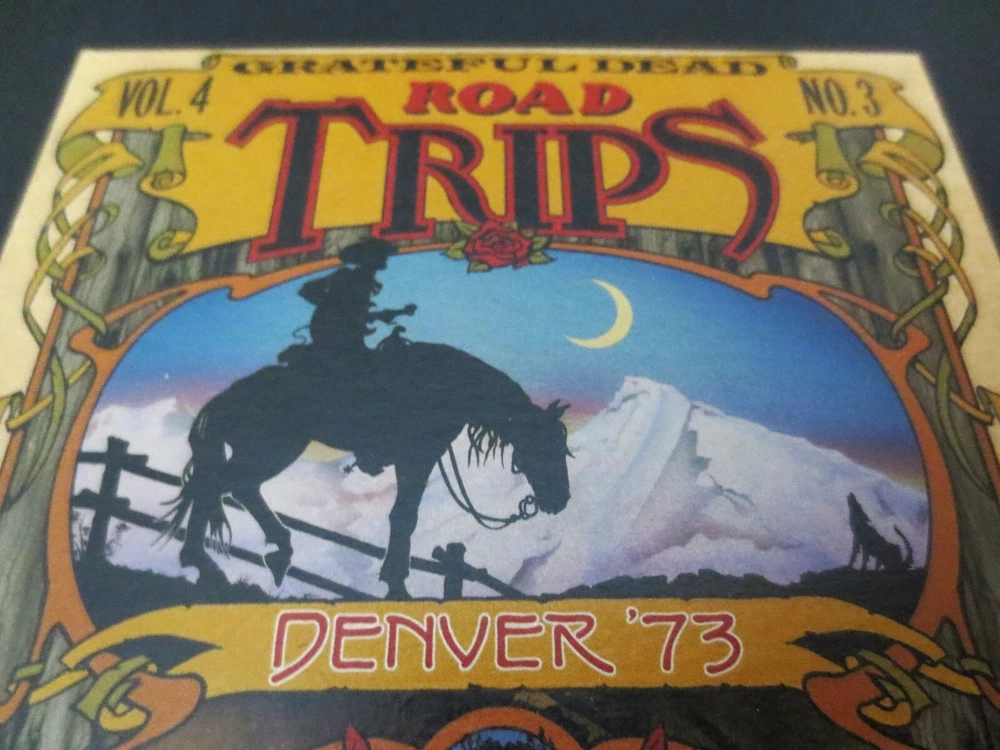 GRATEFUL DEAD
VOL. 4 ROAD NO. 3
TRIPS
DENVER '73